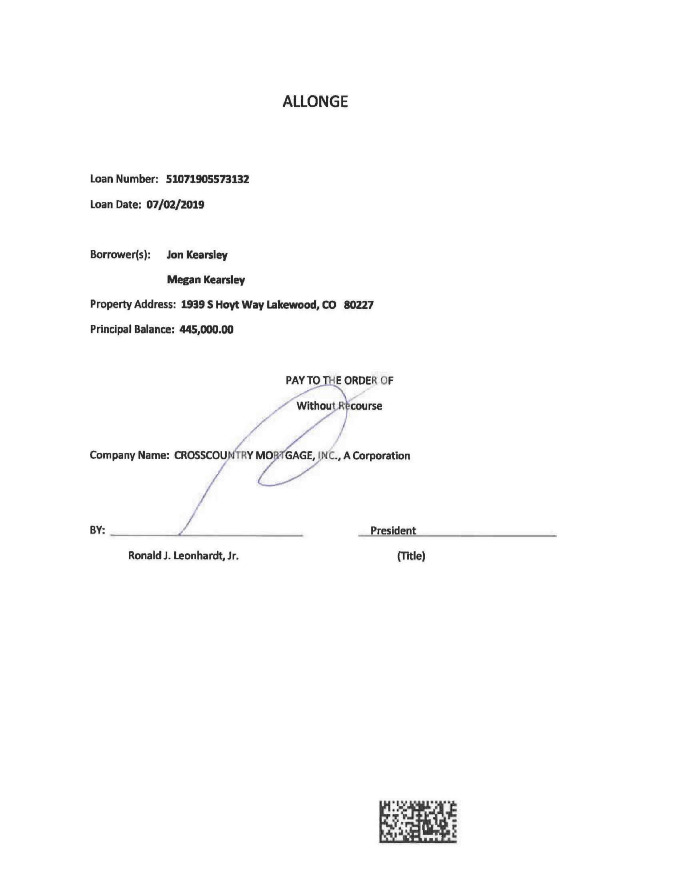 ALLONGE
Loan Number: 51071905573132
Loan Date: 07/02/2019
Borrower(s): Jon Kearsley
Megan Kearsley
Property Address: 1939 S Hoyt Way Lakewood, CO 80227
Principal Balance: 445,000.00
PAY TO THE ORDER OF
Without Recourse
Company Name: CROSSCOUNTRY MORTGAGE, INC., A Corporation
BY: President
Ronald J. Leonhardt, Jr. (Title)